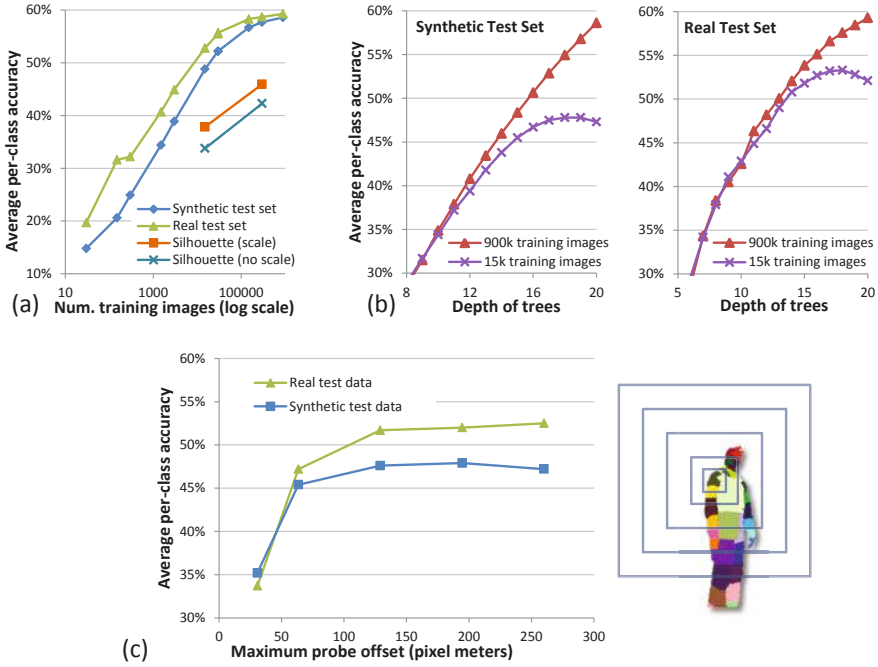 60%
50%
40%
30%
20%
10%
10
1000
100000
Average per-class accuracy
Num. training images (log scale)
Synthetic test set
Real test set
Silhouette (scale)
Silhouette (no scale)
(a)
Synthetic Test Set
60%
55%
50%
45%
40%
35%
30%
8
12
16
20
Average per-class accuracy
Depth of trees
900k training images
15k training images
(b)
Real Test Set
60%
55%
50%
45%
40%
35%
30%
5
10
15
20
Depth of trees
900k training images
15k training images
60%
55%
50%
45%
40%
35%
30%
0
50
100
150
200
250
300
Average per-class accuracy
Maximum probe offset (pixel meters)
Real test data
Synthetic test data
(c)